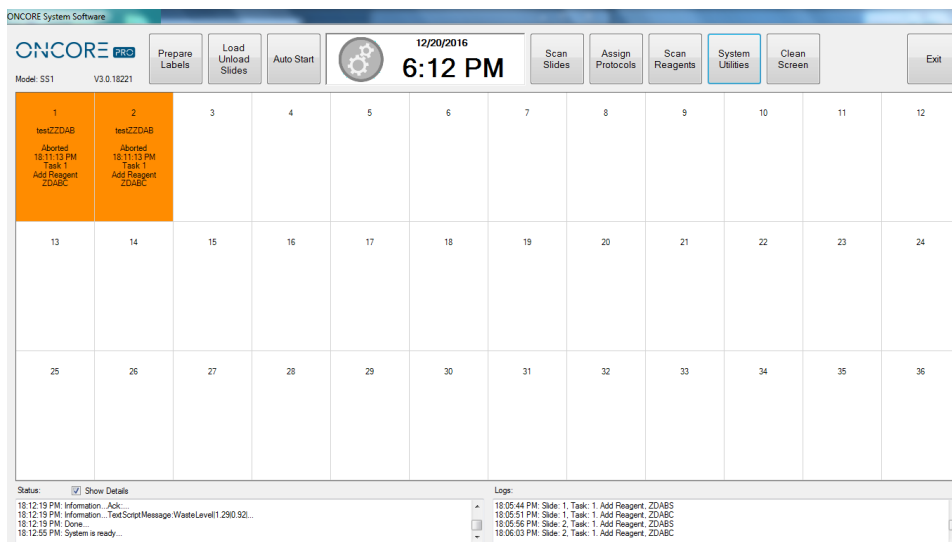 ONCORE System Software
ONCORE PRO
Model: SS1 V3.0.18221
Prepare
Labels
Load
Unload
Slides
Auto Start
12/20/2016
6:12 PM
Scan
Slides
Assign
Protocols
Scan
Reagents
System
Utilities
Clean
Screen
Exit
1
testZZDAB
Aborted
18:11:13 PM
Task 1
Add Reagent
ZDABC
2
testZZDAB
Aborted
18:11:13 PM
Task 1
Add Reagent
ZDABC
3
4
5
6
7
8
9
10
11
12
13
14
15
16
17
18
19
20
21
22
23
24
25
26
27
28
29
30
31
32
33
34
35
36
Status: Show Details
18:12:19 PM: Information...Ack:...
18:12:19 PM: Information...TextScriptMessage:WasteLevel|1.29|0.92|...
18:12:19 PM: Done...
18:12:55 PM: System is ready...
Logs:
18:05:44 PM: Slide: 1, Task: 1. Add Reagent, ZDABS
18:05:51 PM: Slide: 1, Task: 1. Add Reagent, ZDABC
18:05:56 PM: Slide: 2, Task: 1. Add Reagent, ZDABS
18:06:03 PM: Slide: 2, Task: 1. Add Reagent, ZDABC